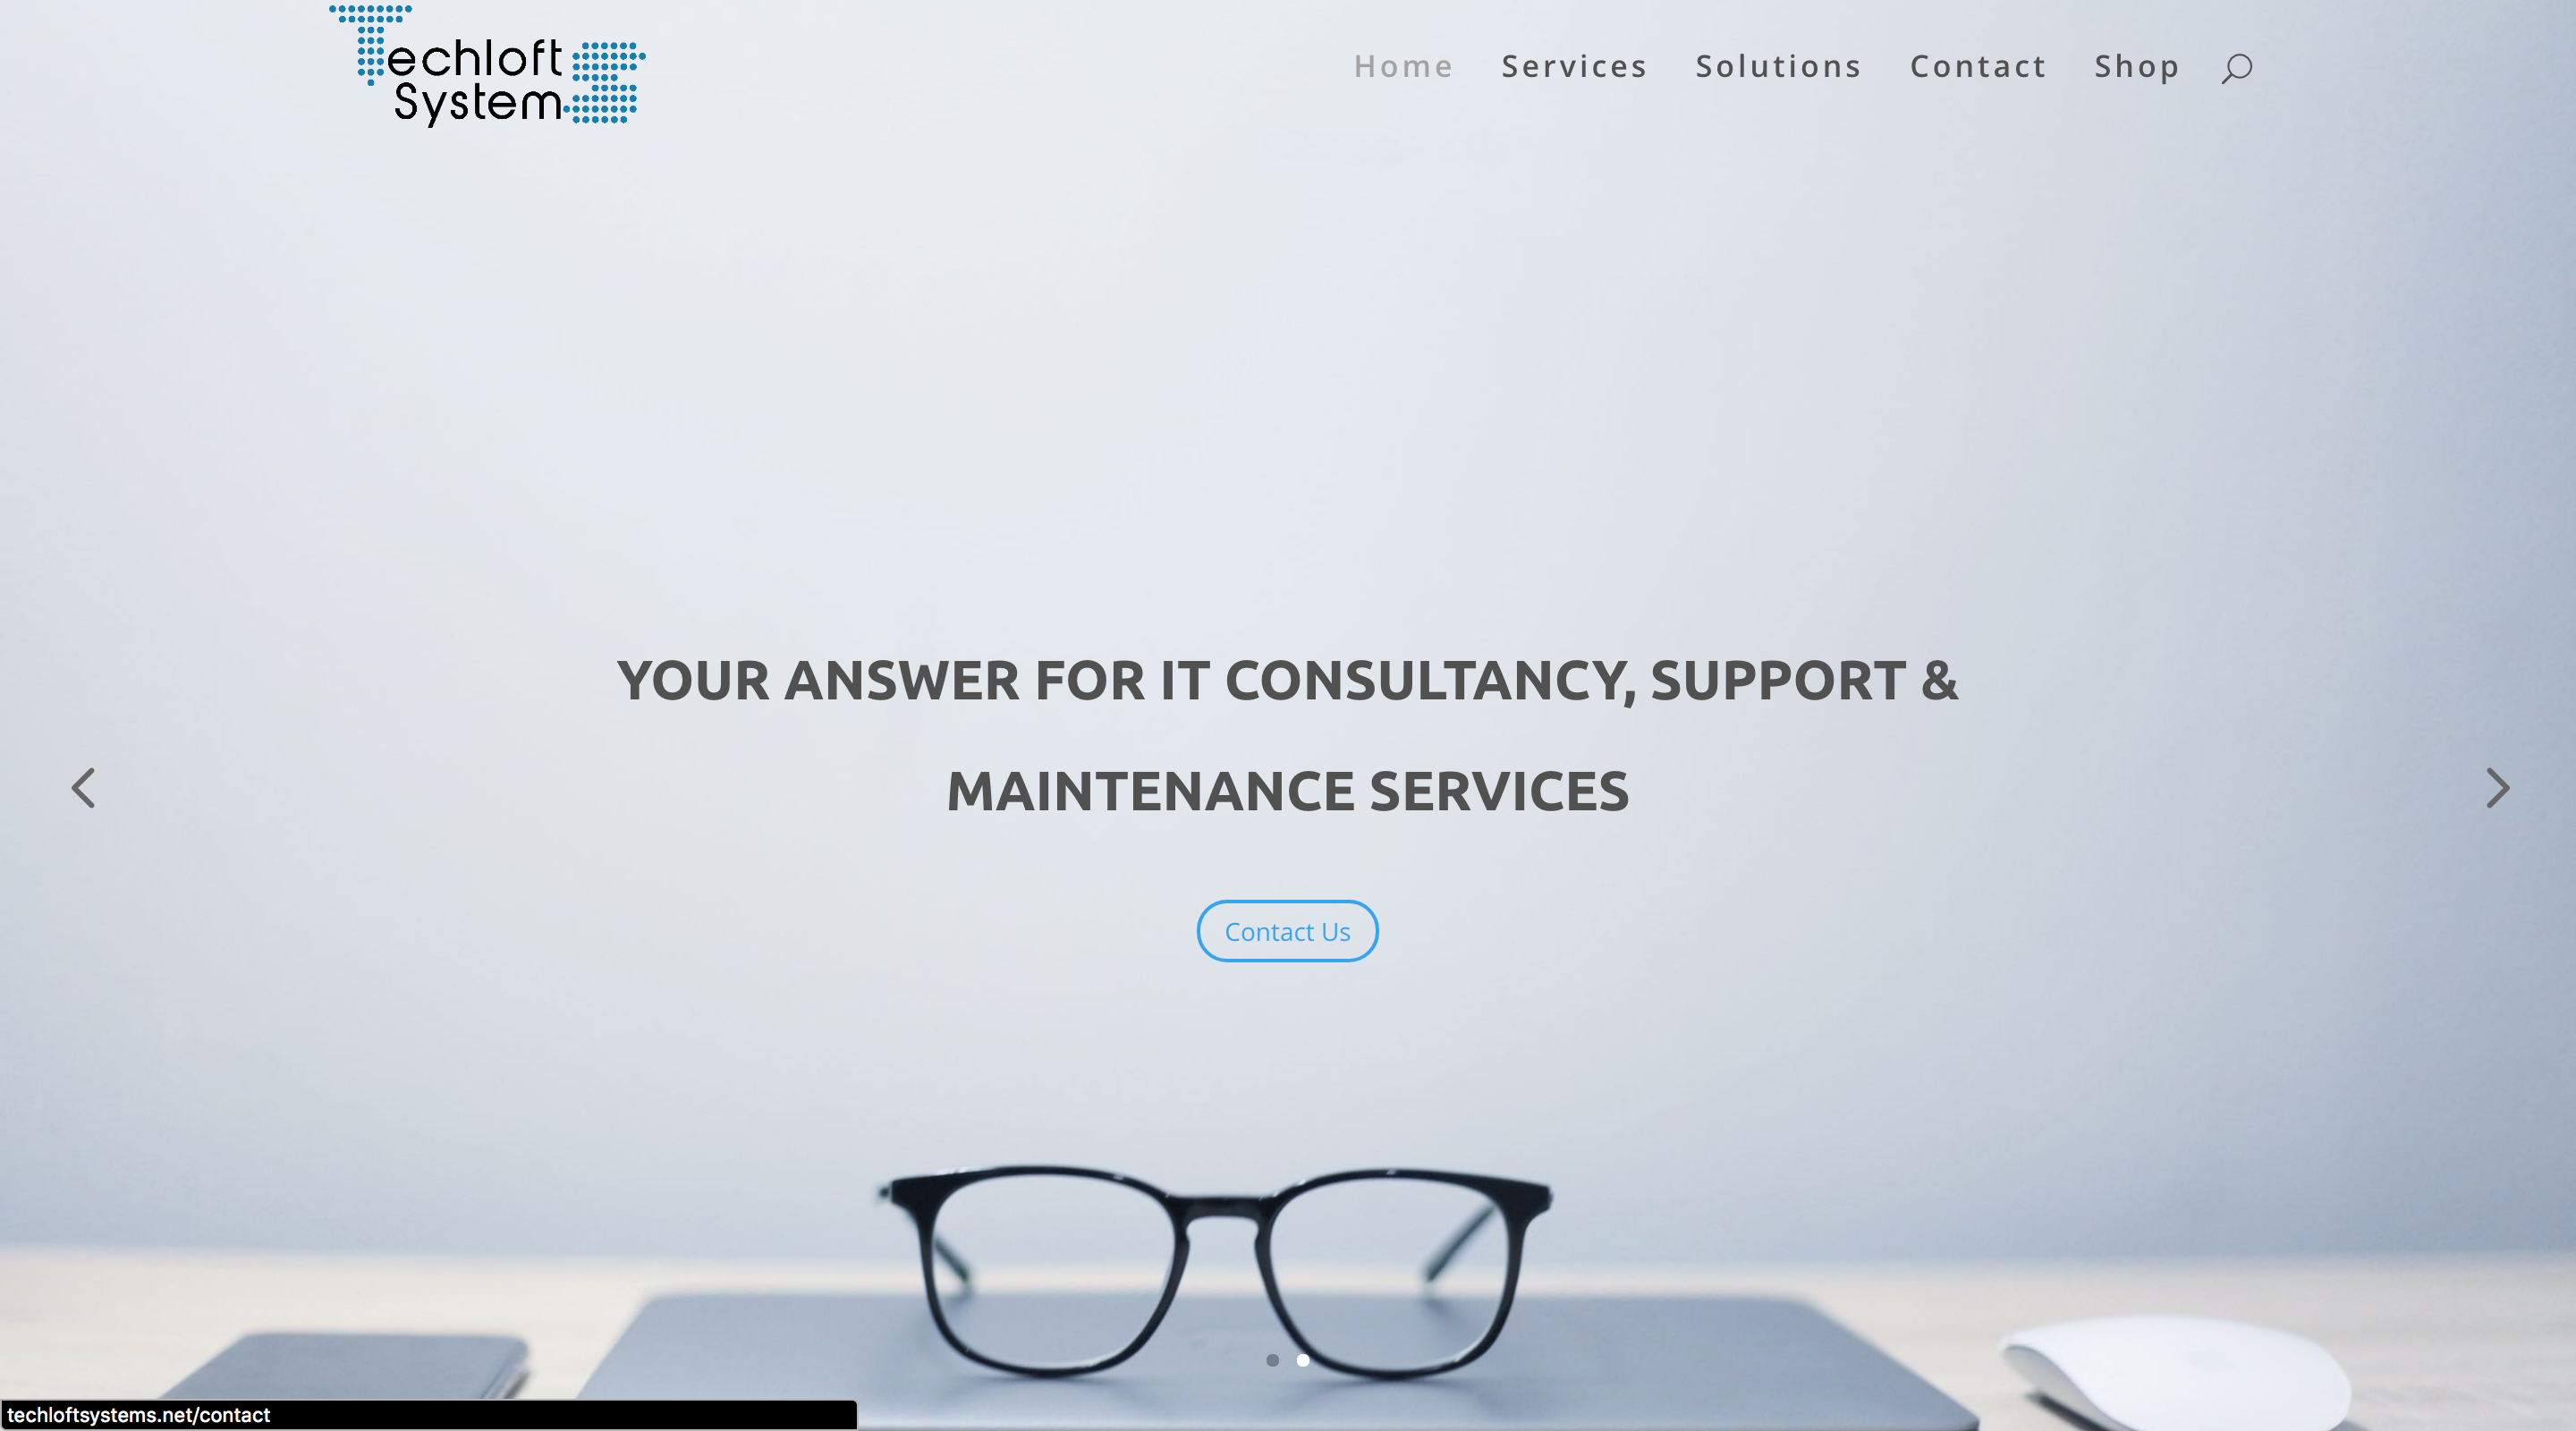 Techloft
Systems
Home Services Solutions Contact Shop
YOUR ANSWER FOR IT CONSULTANCY, SUPPORT &
MAINTENANCE SERVICES
Contact Us
techloftsystems.net/contact